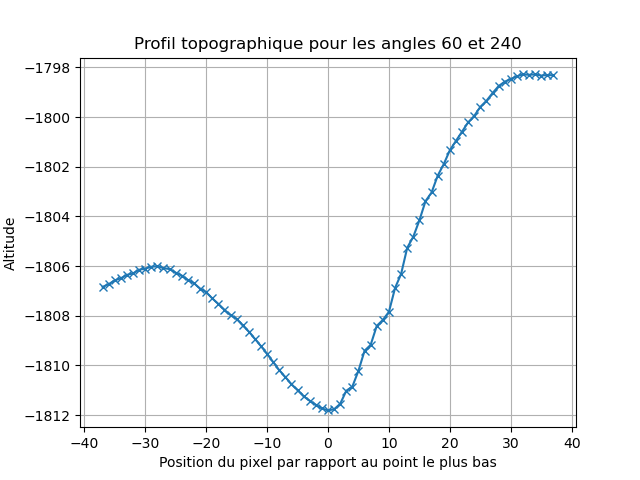 Profil topographique pour les angles 60 et 240
−1798
−1800
−1802
−1804
−1806
−1808
−1810
−1812
Altitude
−40 −30 −20 −10 0 10 20 30 40
Position du pixel par rapport au point le plus bas